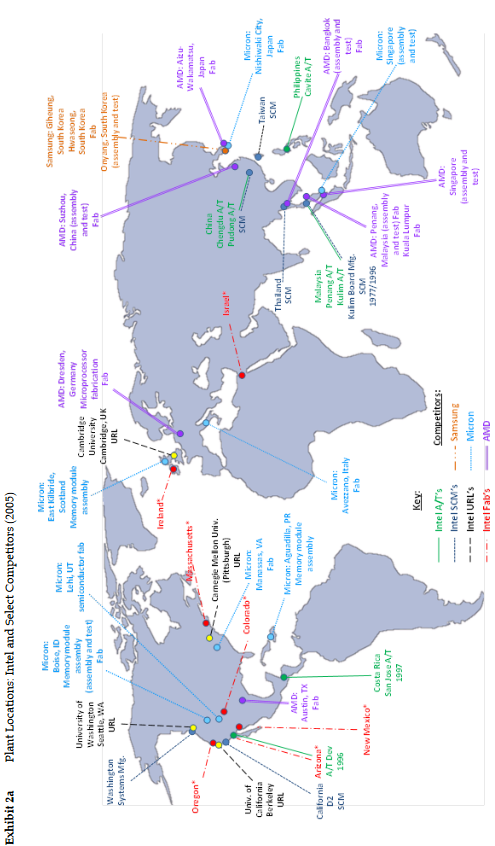 Exhibit 2a Plant Locations: Intel and Select Competitors (2005)
Washington
Systems Mfg.
University of
Washington
Seattle, WA
URL
Micron:
Boise, ID
Memory module
assembly
(assembly and test)
Fab
Micron:
Lehi, UT
semiconductor fab
Massachusetts*
Carnegie Mellon Univ.
(Pittsburgh)
URL
Micron:
Manassas, VA
Fab
Colorado*
Micron: Aguadilla, PR
Memory module
assembly
Oregon*
Univ. of
California
Berkeley
URL
California
D2
SCM
Arizona*
A/T Dev
1996
New Mexico*
AMD:
Austin, TX
Fab
Costa Rica
San Jose A/T
1997
Micron:
East Kilbride,
Scotland
Memory module
assembly
Ireland*
Cambridge
University
Cambridge, UK
URL
AMD: Dresden,
Germany
Microprocessor
fabrication
Fab
Micron:
Avezzano, Italy
Fab
Israel*
AMD: Suzhou,
China (assembly
and test)
Fab
Samsung: Giheung,
South Korea
Hwaseong,
South Korea
Fab
Onyang, South Korea
(assembly and test)
AMD: Aizu-
Wakamatsu,
Japan
Fab
Micron:
Nishiwaki City,
Japan
Fab
China
Chengdu A/T
Pudong A/T
SCM
Taiwan
SCM
Philippines
Cavite A/T
AMD: Bangkok
(assembly and
test)
Fab
Micron:
Singapore
(assembly
and test)
Thailand
SCM
Malaysia
Penang A/T
Kulim A/T
Kulim Board Mfg.
SCM
1977/1996
AMD: Penang,
Malaysia (assembly
and test) Fab
Kuala Lumpur
Fab
AMD:
Singapore
(assembly and
test)
Key:
Intel A/T's
Intel SCM's
Intel URL's
Intel Fab's
Competitors:
Samsung
Micron
AMD